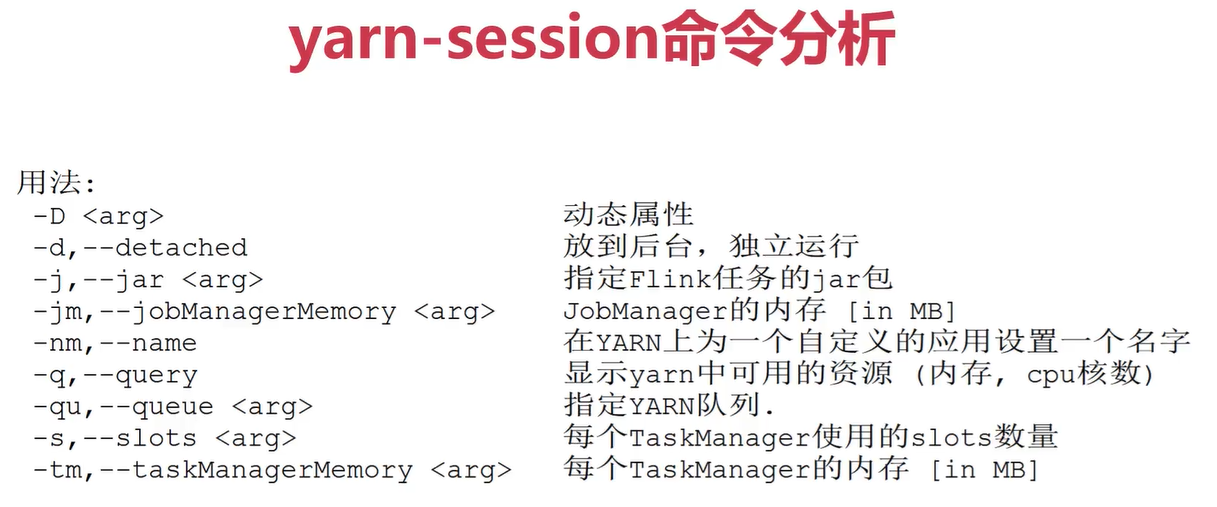 yarn-session命令分析
用法:
-D <arg> 动态属性
-d,--detached 放到后台，独立运行
-j,--jar <arg> 指定Flink任务的jar包
-jm,--jobManagerMemory <arg> JobManager的内存 [in MB]
-nm,--name 在YARN上为一个自定义的应用设置一个名字
-q,--query 显示yarn中可用的资源 (内存, cpu核数)
-qu,--queue <arg> 指定YARN队列.
-s,--slots <arg> 每个TaskManager使用的slots数量
-tm,--taskManagerMemory <arg> 每个TaskManager的内存 [in MB]